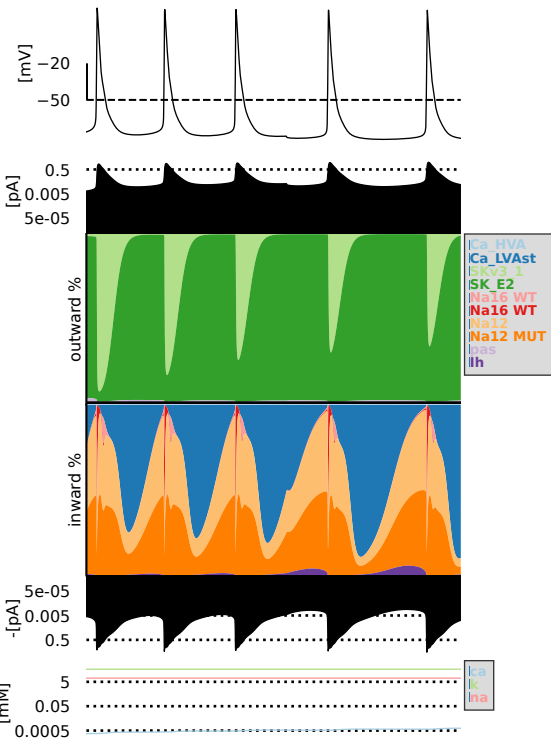 [mV]
−20
−50
[pA]
0.5
0.005
5e-05
outward %
Ca_HVA
Ca_LVAst
SKv3_1
SK_E2
Na16 WT
Na16 WT
Na12
Na12 MUT
pas
Ih
inward %
-[pA]
5e-05
0.005
0.5
[mM]
5
0.05
0.0005
ca
k
na